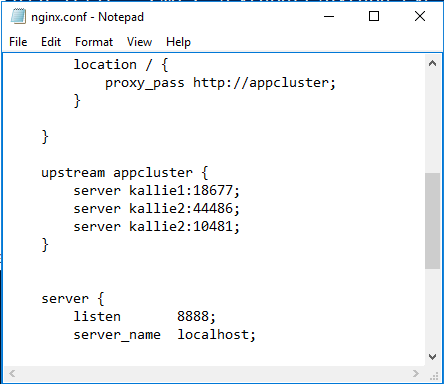 nginx.conf - Notepad
File Edit Format View Help
location / {
proxy_pass http://appcluster;
}
}
upstream appcluster {
server kallie1:18677;
server kallie2:44486;
server kallie2:10481;
}
server {
listen 8888;
server_name localhost;